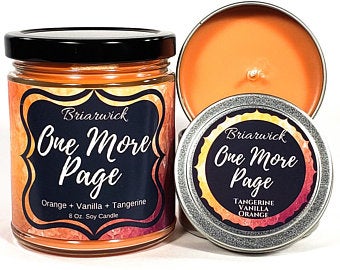 Briarwick
One More
Page
Orange + Vanilla + Tangerine
8 Oz. Soy Candle
Briarwick
One More
Page
TANGERINE
VANILLA
ORANGE